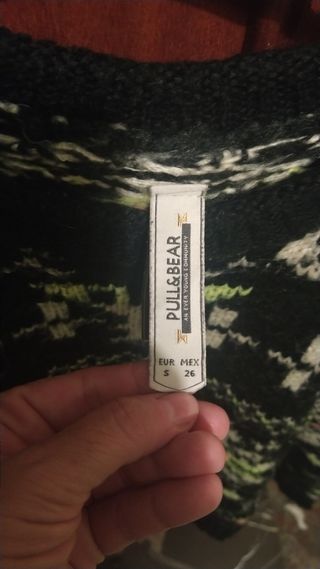 PULL&BEAR
AN EVER YOUNG COMMUNITY
EUR MEX
S 26